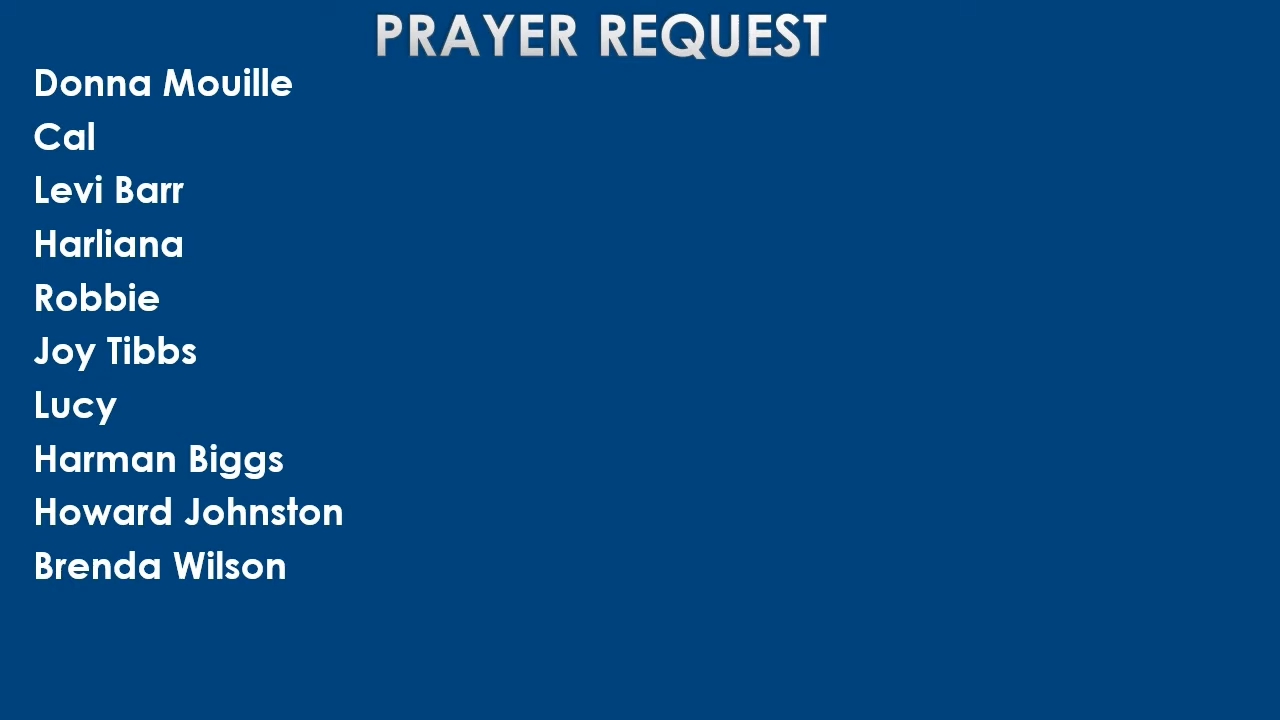 PRAYER REQUEST
Donna Mouille
Cal
Levi Barr
Harliana
Robbie
Joy Tibbs
Lucy
Harman Biggs
Howard Johnston
Brenda Wilson